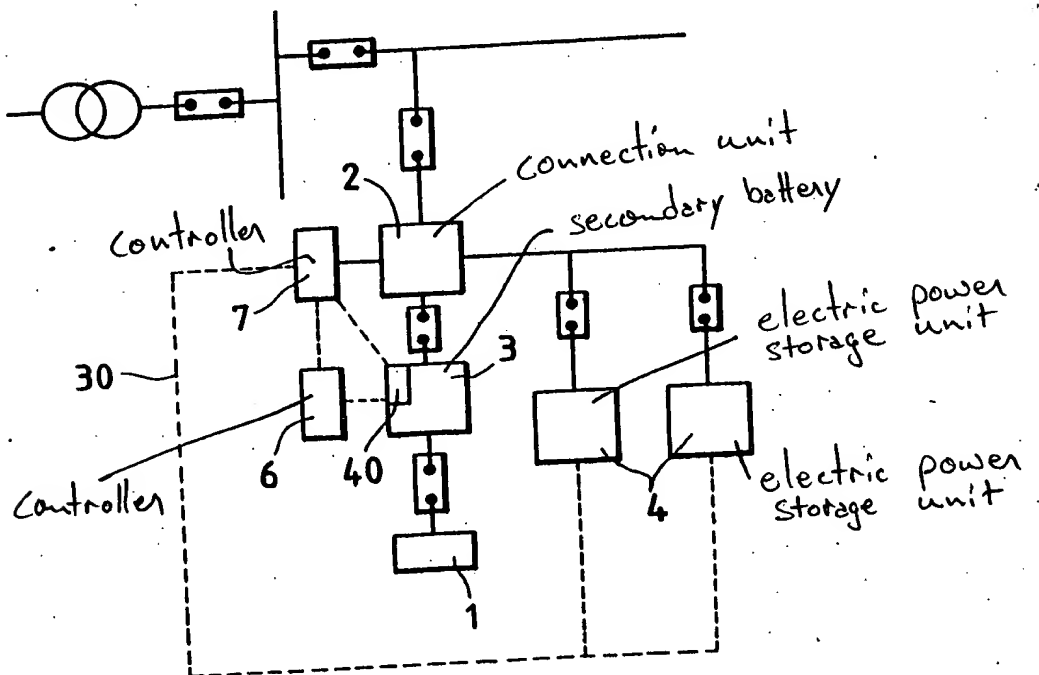 connection unit
2
secondary battery
controller
7
electric power
storage unit
3
30
6
40
controller
4
electric power
storage unit
1